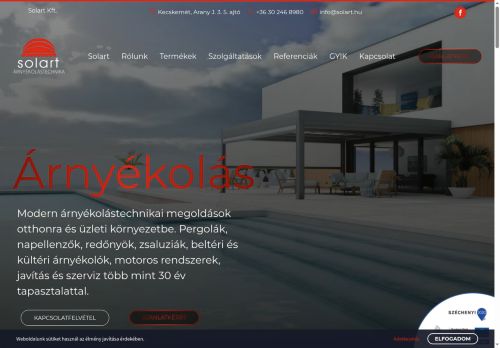 Solart Kft.
Kecskemét, Arany J. 3. 5. ajtó
+36 30 246 8980
info@solart.hu
solart
ÁRNYÉKOLÁSTECHNIKA
Solart
Rólunk
Termékek
Szolgáltatások
Referenciák
GYIK
Kapcsolat
Árnyékolás
Modern árnyékolástechnikai megoldások
otthonra és üzleti környezetbe. Pergolák,
napellenzők, redőnyök, zsaluziák, beltéri és
kültéri árnyékolók, motoros rendszerek,
javítás és szerviz több mint 30 év
tapasztalattal.
KAPCSOLATFELVÉTEL
AJÁNLATKÉRÉS
SZÉCHENYI 2020
Weboldalunk sütiket használ az élmény javítása érdekében.
Adatkezelés
ELFOGADOM